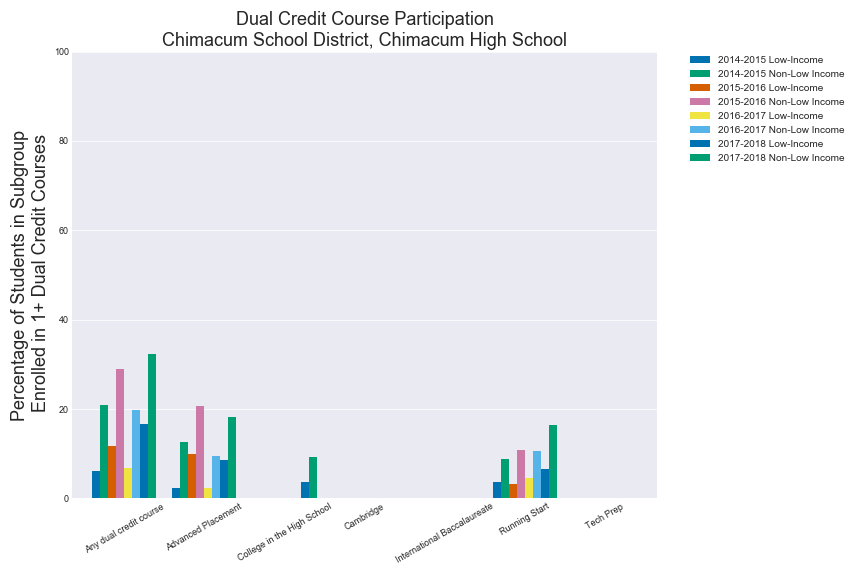 Dual Credit Course Participation
Chimacum School District, Chimacum High School
Percentage of Students in Subgroup
Enrolled in 1+ Dual Credit Courses
100
80
60
40
20
0
Any dual credit course
Advanced Placement
College in the High School
Cambridge
International Baccalaureate
Running Start
Tech Prep
2014-2015 Low-Income
2014-2015 Non-Low Income
2015-2016 Low-Income
2015-2016 Non-Low Income
2016-2017 Low-Income
2016-2017 Non-Low Income
2017-2018 Low-Income
2017-2018 Non-Low Income